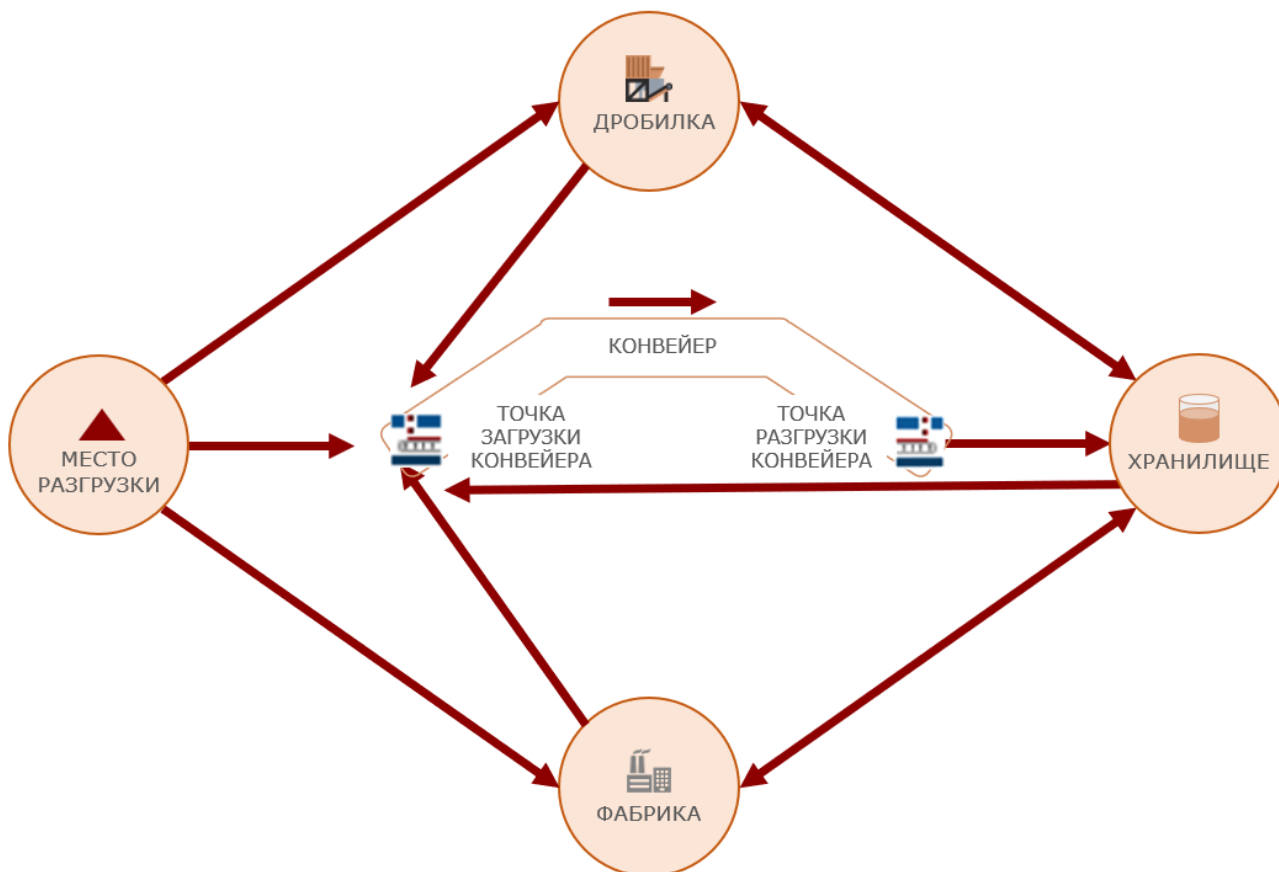 ДРОБИЛКА
КОНВЕЙЕР
ТОЧКА
ЗАГРУЗКИ
КОНВЕЙЕРА
ТОЧКА
РАЗГРУЗКИ
КОНВЕЙЕРА
МЕСТО
РАЗГРУЗКИ
ХРАНИЛИЩЕ
ФАБРИКА